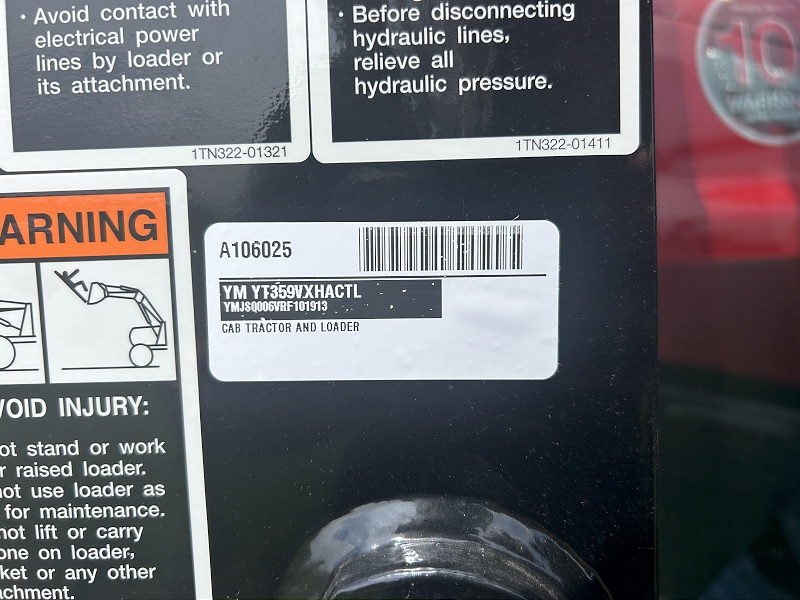 · Avoid contact with
electrical power
lines by loader or
its attachment.
1TN322-01321
· Before disconnecting
hydraulic lines,
relieve all
hydraulic pressure.
1TN322-01411
ARNING
VOID INJURY:
ot stand or work
r raised loader.
not use loader as
for maintenance.
not lift or carry
one on loader,
ket or any other
achment.
A106025
YM YT359VXHACTL
YMJSQ006VRF101913
CAB TRACTOR AND LOADER
10
WARRAN